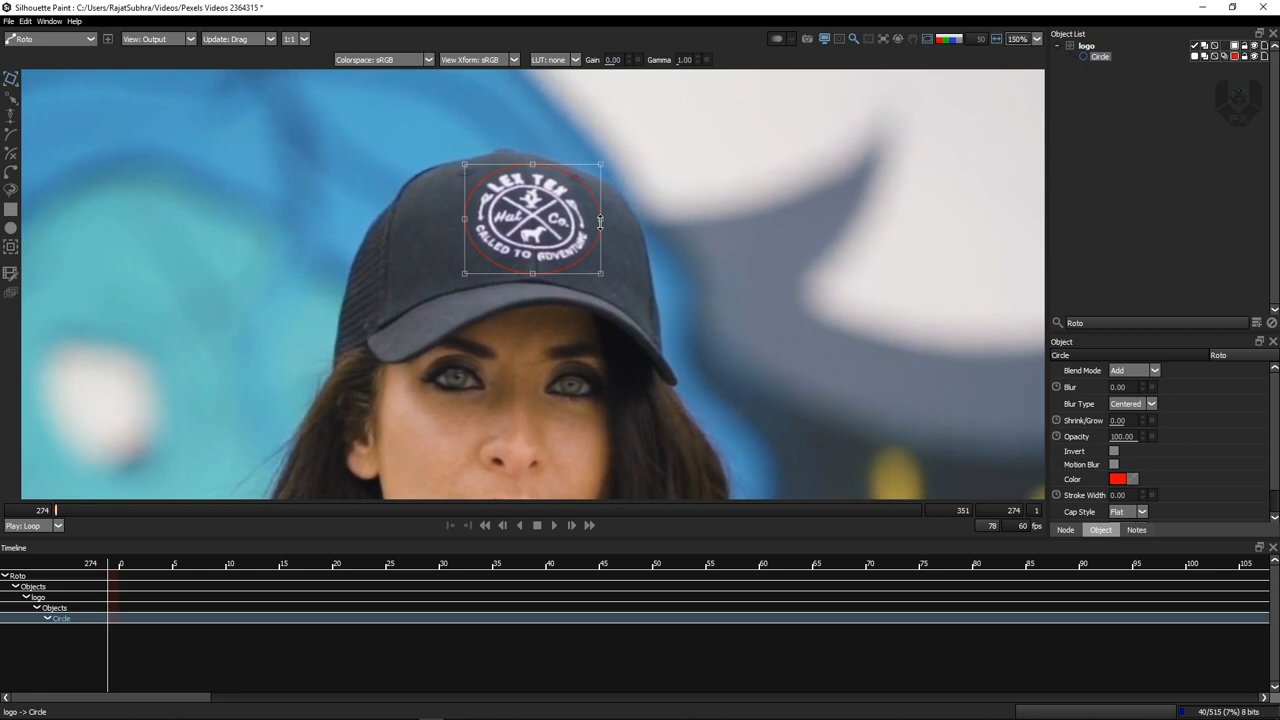 Silhouette Paint : C:/Users/RajatSubhra/Videos/Pexels Videos 2364315 *
File Edit Window Help
Roto View: Output Update: Drag 1:1 50 150%
Colorspace: sRGB View Xform: sRGB LUT: none Gain 0.00 Gamma 1.00
Object List
logo
Circle
FX
LEX TEX
Hat Co.
CALLED TO ADVENTURE
Roto
Object
Circle Roto
Blend Mode Add
Blur 0.00
Blur Type Centered
Shrink/Grow 0.00
Opacity 100.00
Invert
Motion Blur
Color
Stroke Width 0.00
Cap Style Flat
Node Object Notes
274 351 274 1
Play: Loop 78 60 fps
Timeline
274 0 5 10 15 20 25 30 35 40 45 50 55 60 65 70 75 80 85 90 95 100 105
Roto
Objects
logo
Objects
Circle
logo -> Circle 40/515 (7%) 8 bits